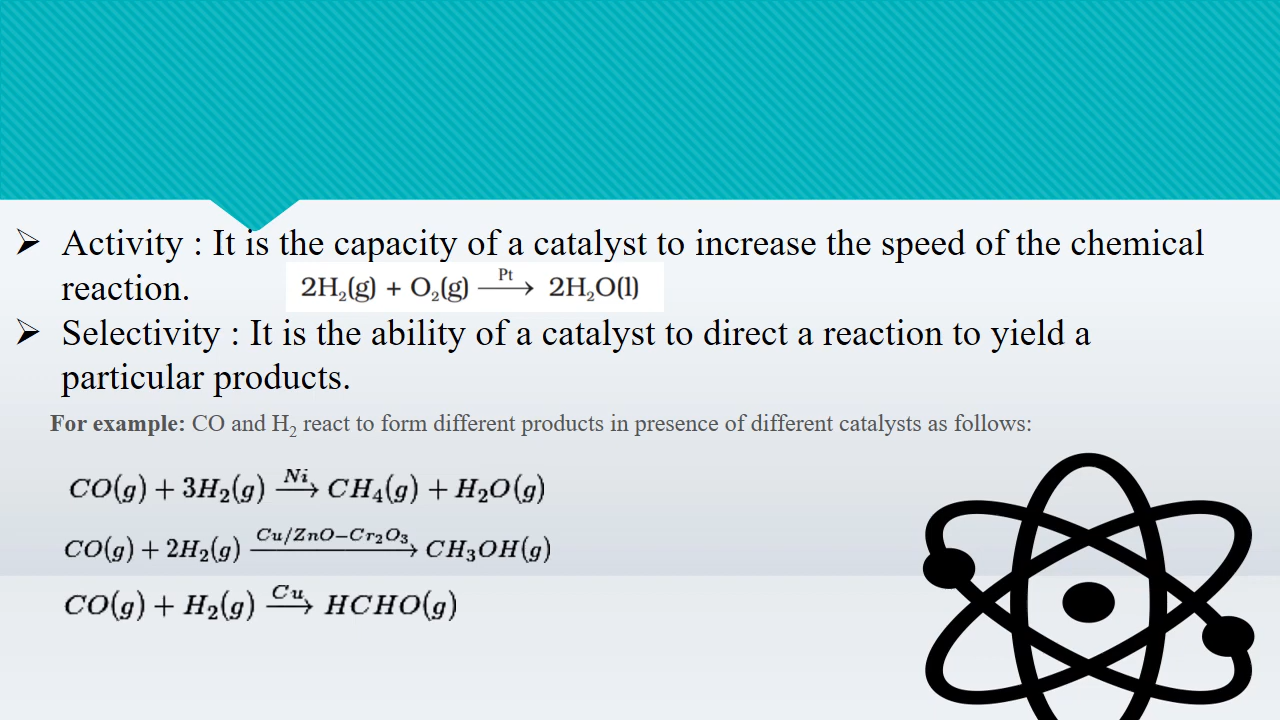 ➢ Activity : It is the capacity of a catalyst to increase the speed of the chemical
reaction. 2H₂(g) + O₂(g) —Pt→ 2H₂O(l)
➢ Selectivity : It is the ability of a catalyst to direct a reaction to yield a
particular products.
For example: CO and H₂ react to form different products in presence of different catalysts as follows:
CO(g) + 3H₂(g) —Ni→ CH₄(g) + H₂O(g)
CO(g) + 2H₂(g) —Cu/ZnO−Cr₂O₃→ CH₃OH(g)
CO(g) + H₂(g) —Cu→ HCHO(g)